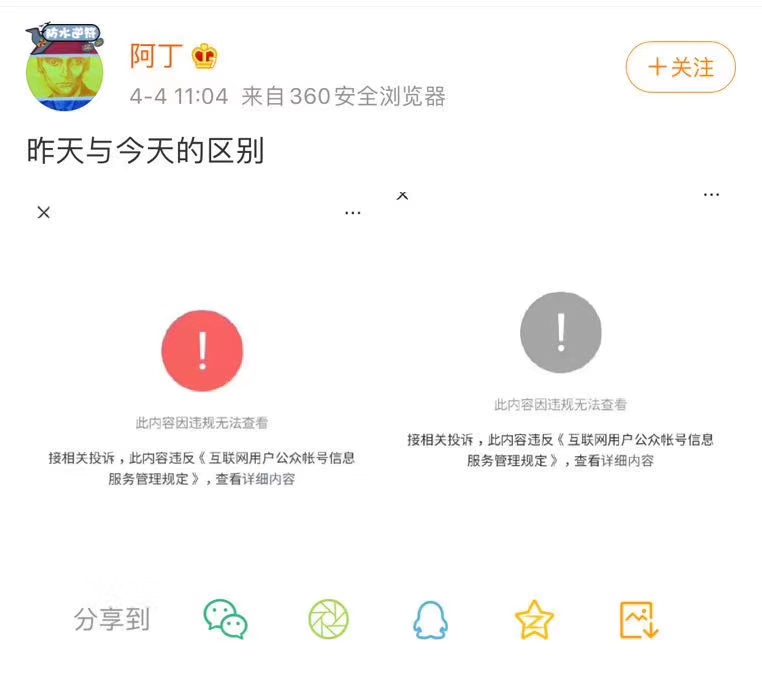 防水逆符
阿丁
+关注
4-4 11:04 来自360安全浏览器
昨天与今天的区别
此内容因违规无法查看
接相关投诉，此内容违反《互联网用户公众帐号信息
服务管理规定》，查看详细内容
此内容因违规无法查看
接相关投诉，此内容违反《互联网用户公众帐号信息
服务管理规定》，查看详细内容
分享到